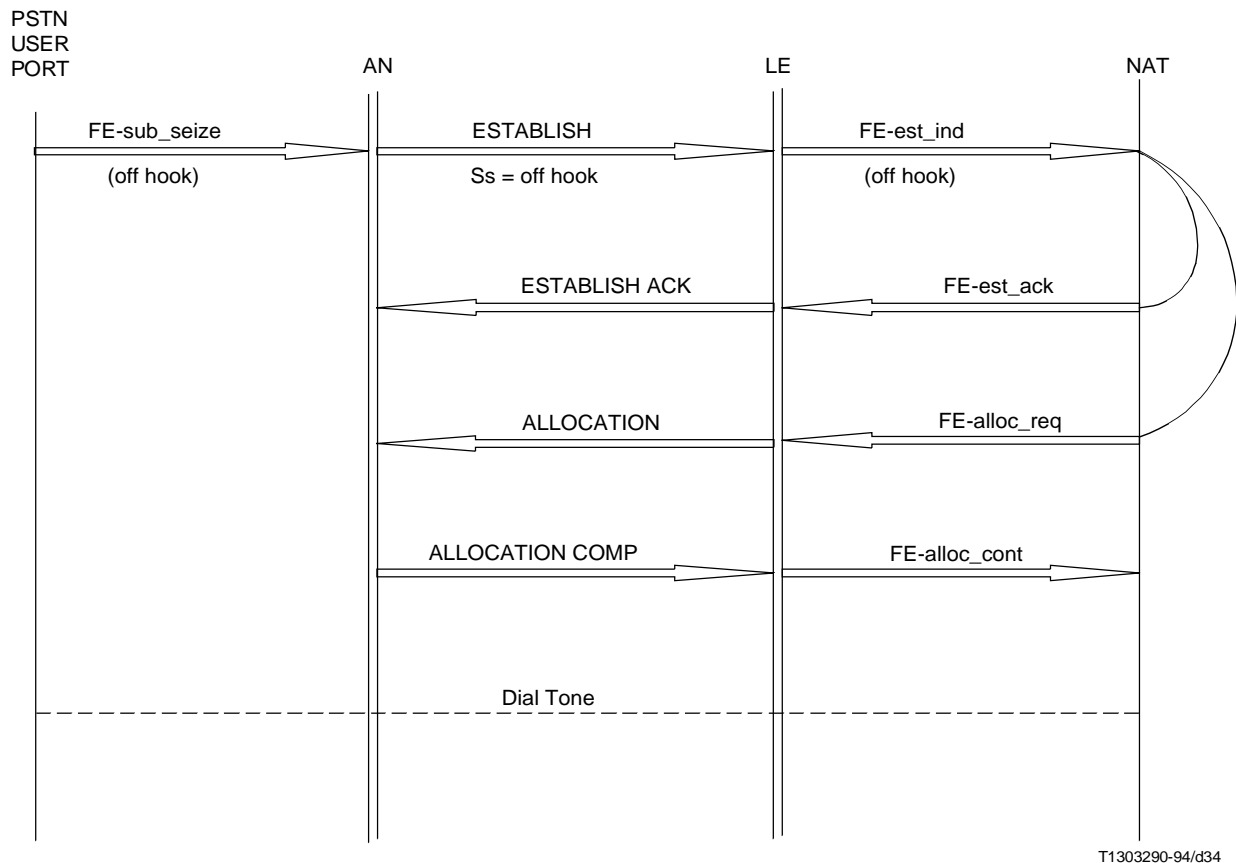 PSTN
USER
PORT
AN
LE
NAT
FE-sub_seize
ESTABLISH
FE-est_ind
(off hook)
Ss = off hook
(off hook)
ESTABLISH ACK
FE-est_ack
ALLOCATION
FE-alloc_req
ALLOCATION COMP
FE-alloc_cont
Dial Tone
T1303290-94/d34